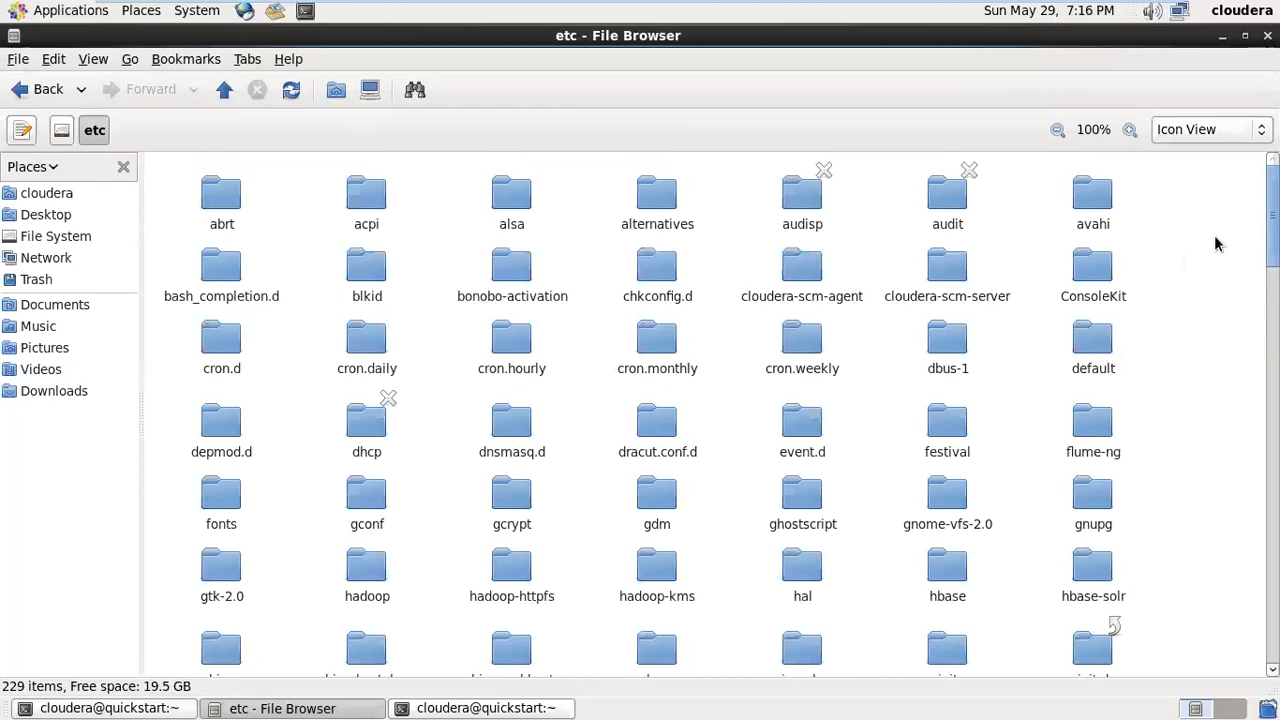 Applications Places System Sun May 29, 7:16 PM cloudera
etc - File Browser
File Edit View Go Bookmarks Tabs Help
Back Forward
etc 100% Icon View
Places
cloudera
Desktop
File System
Network
Trash
Documents
Music
Pictures
Videos
Downloads
abrt acpi alsa alternatives audisp audit avahi
bash_completion.d blkid bonobo-activation chkconfig.d cloudera-scm-agent cloudera-scm-server ConsoleKit
cron.d cron.daily cron.hourly cron.monthly cron.weekly dbus-1 default
depmod.d dhcp dnsmasq.d dracut.conf.d event.d festival flume-ng
fonts gconf gcrypt gdm ghostscript gnome-vfs-2.0 gnupg
gtk-2.0 hadoop hadoop-httpfs hadoop-kms hal hbase hbase-solr
229 items, Free space: 19.5 GB
cloudera@quickstart:~ etc - File Browser cloudera@quickstart:~